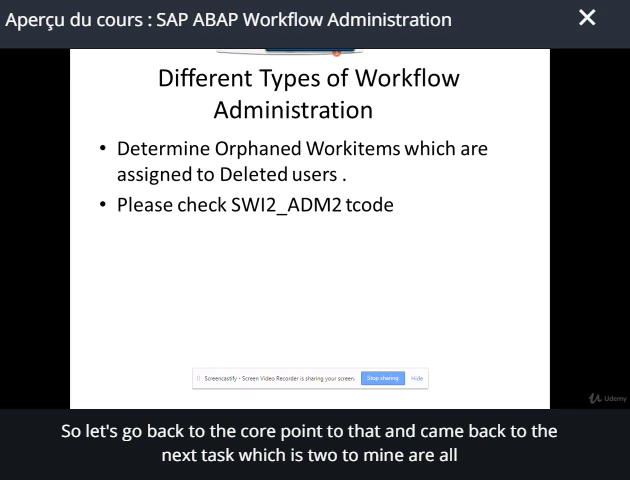 Aperçu du cours : SAP ABAP Workflow Administration
Different Types of Workflow
Administration
• Determine Orphaned Workitems which are
assigned to Deleted users .
• Please check SWI2_ADM2 tcode
Screencastify - Screen Video Recorder is sharing your screen. Stop sharing Hide
Udemy
So let's go back to the core point to that and came back to the
next task which is two to mine are all